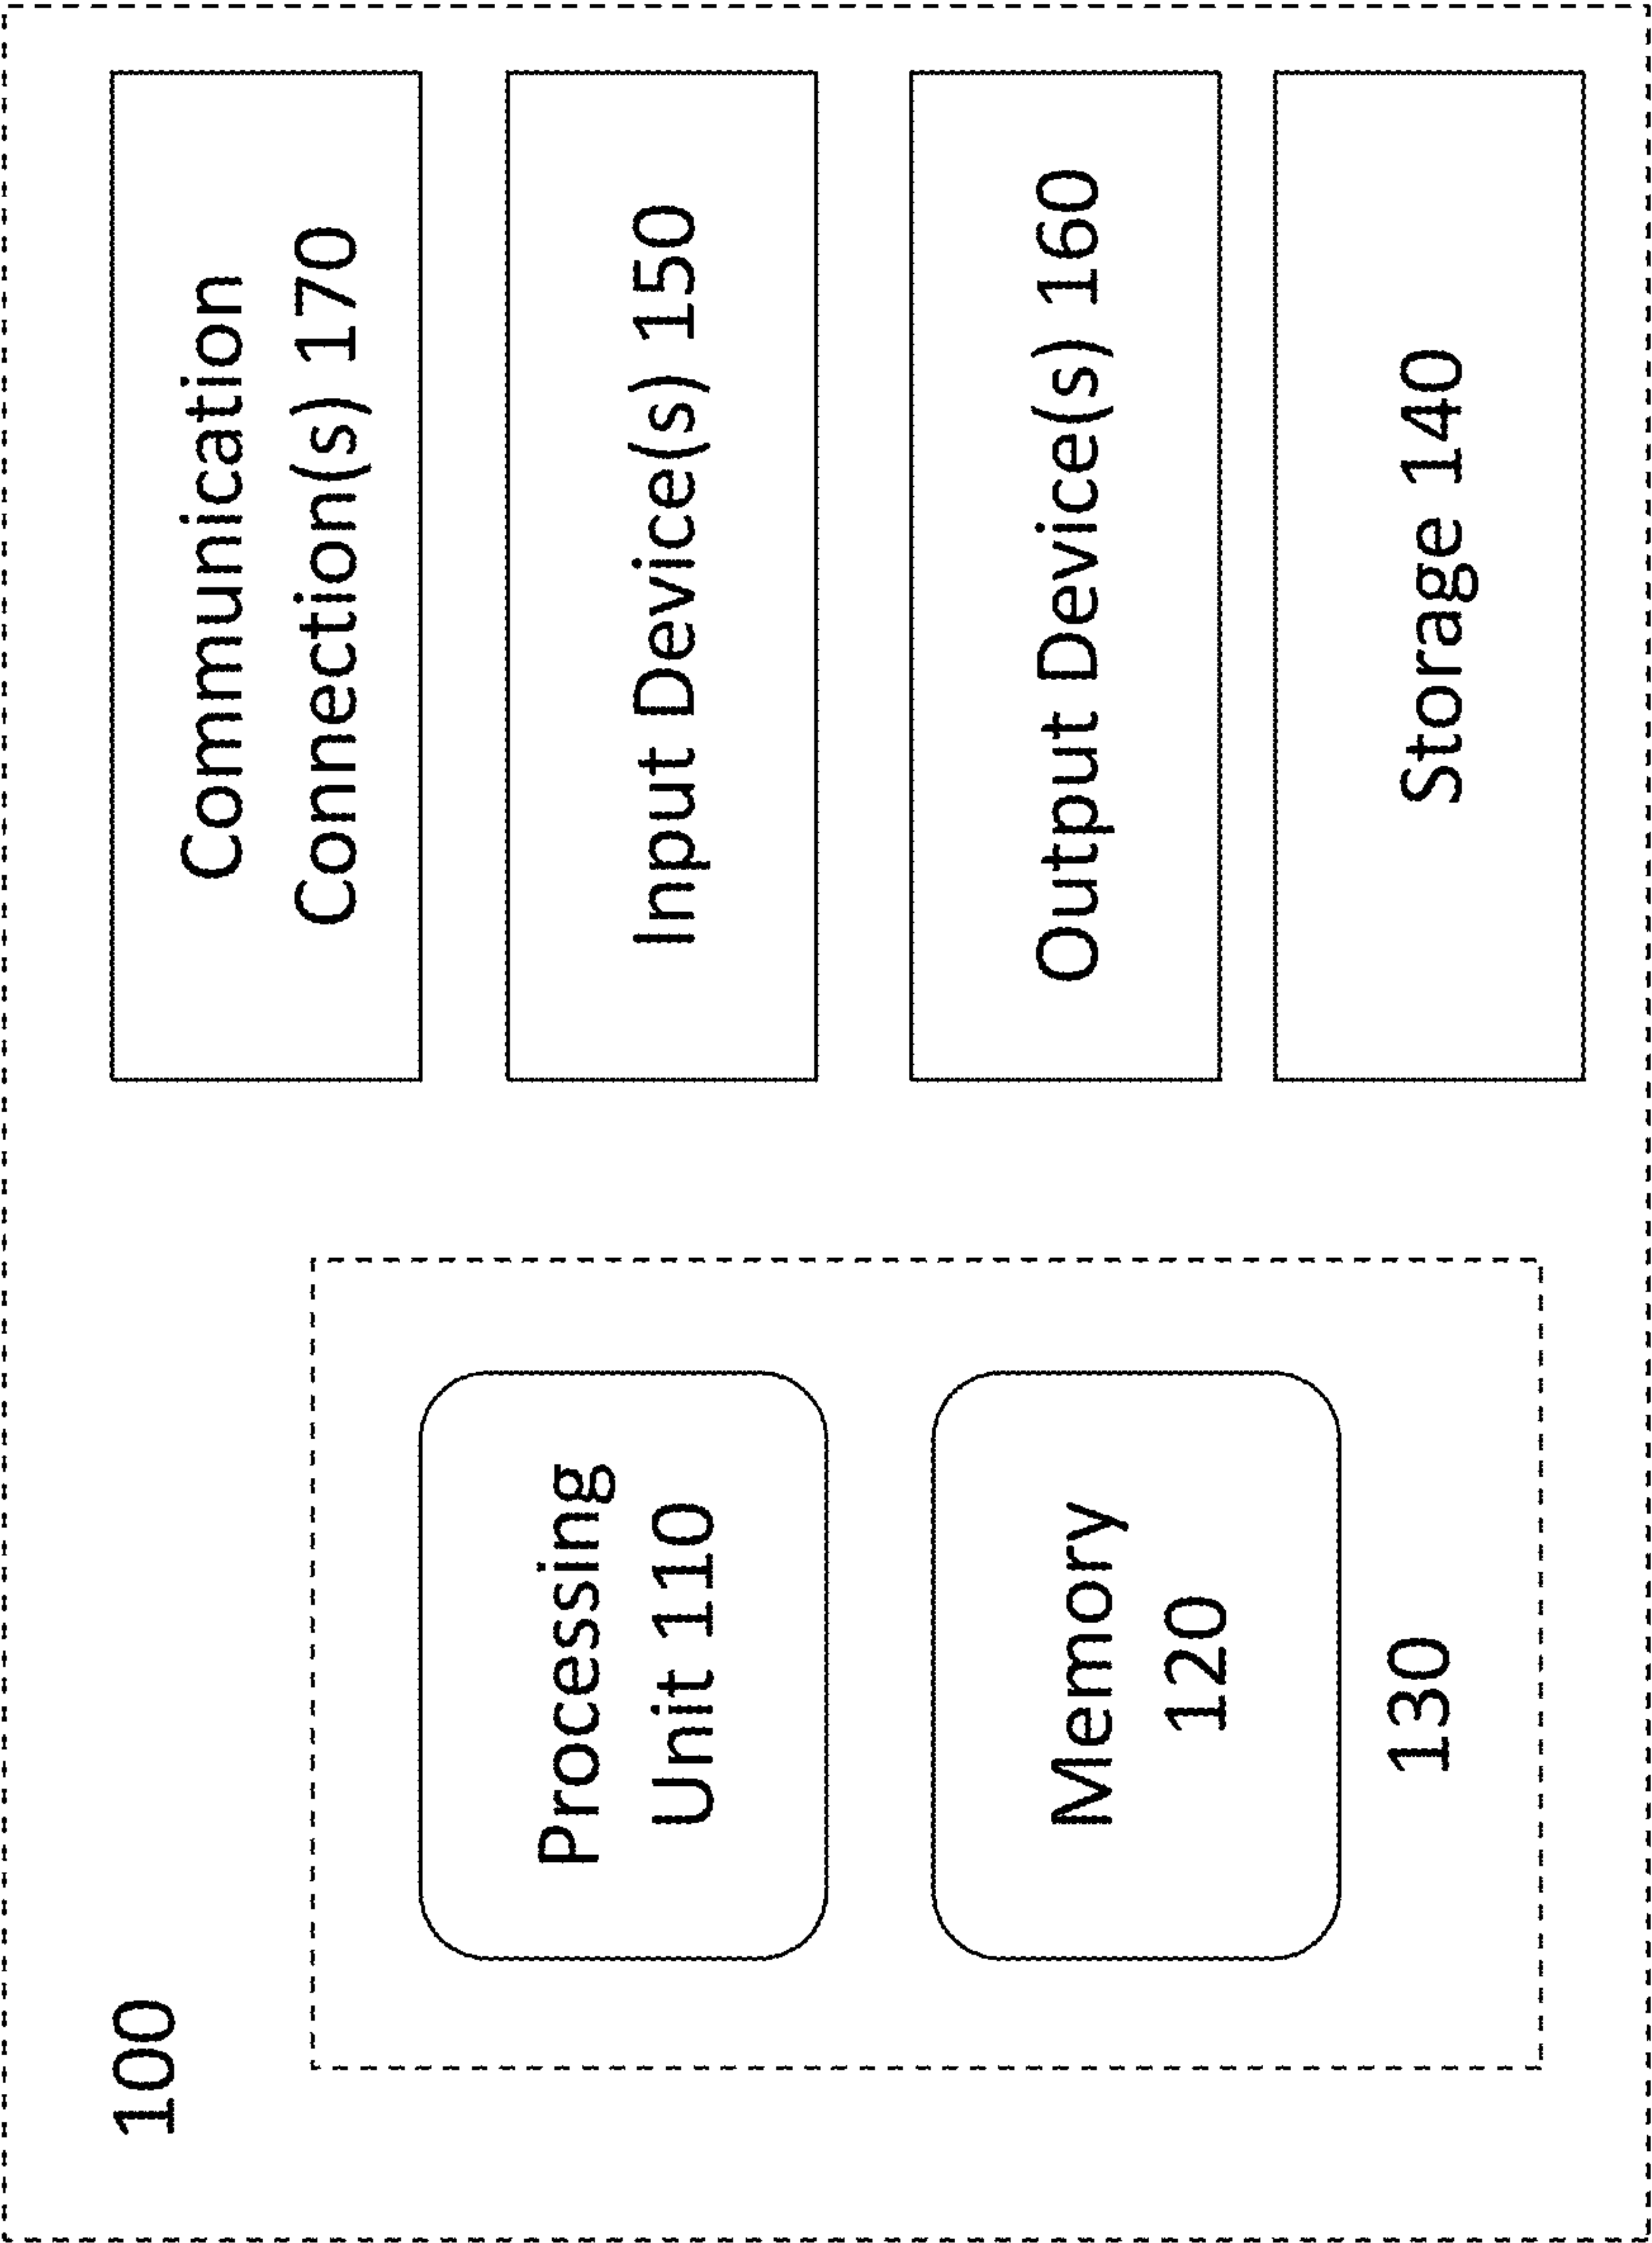 100
Processing
Unit 110
Memory
120
130
Communication
Connection(s) 170
Input Device(s) 150
Output Device(s) 160
Storage 140